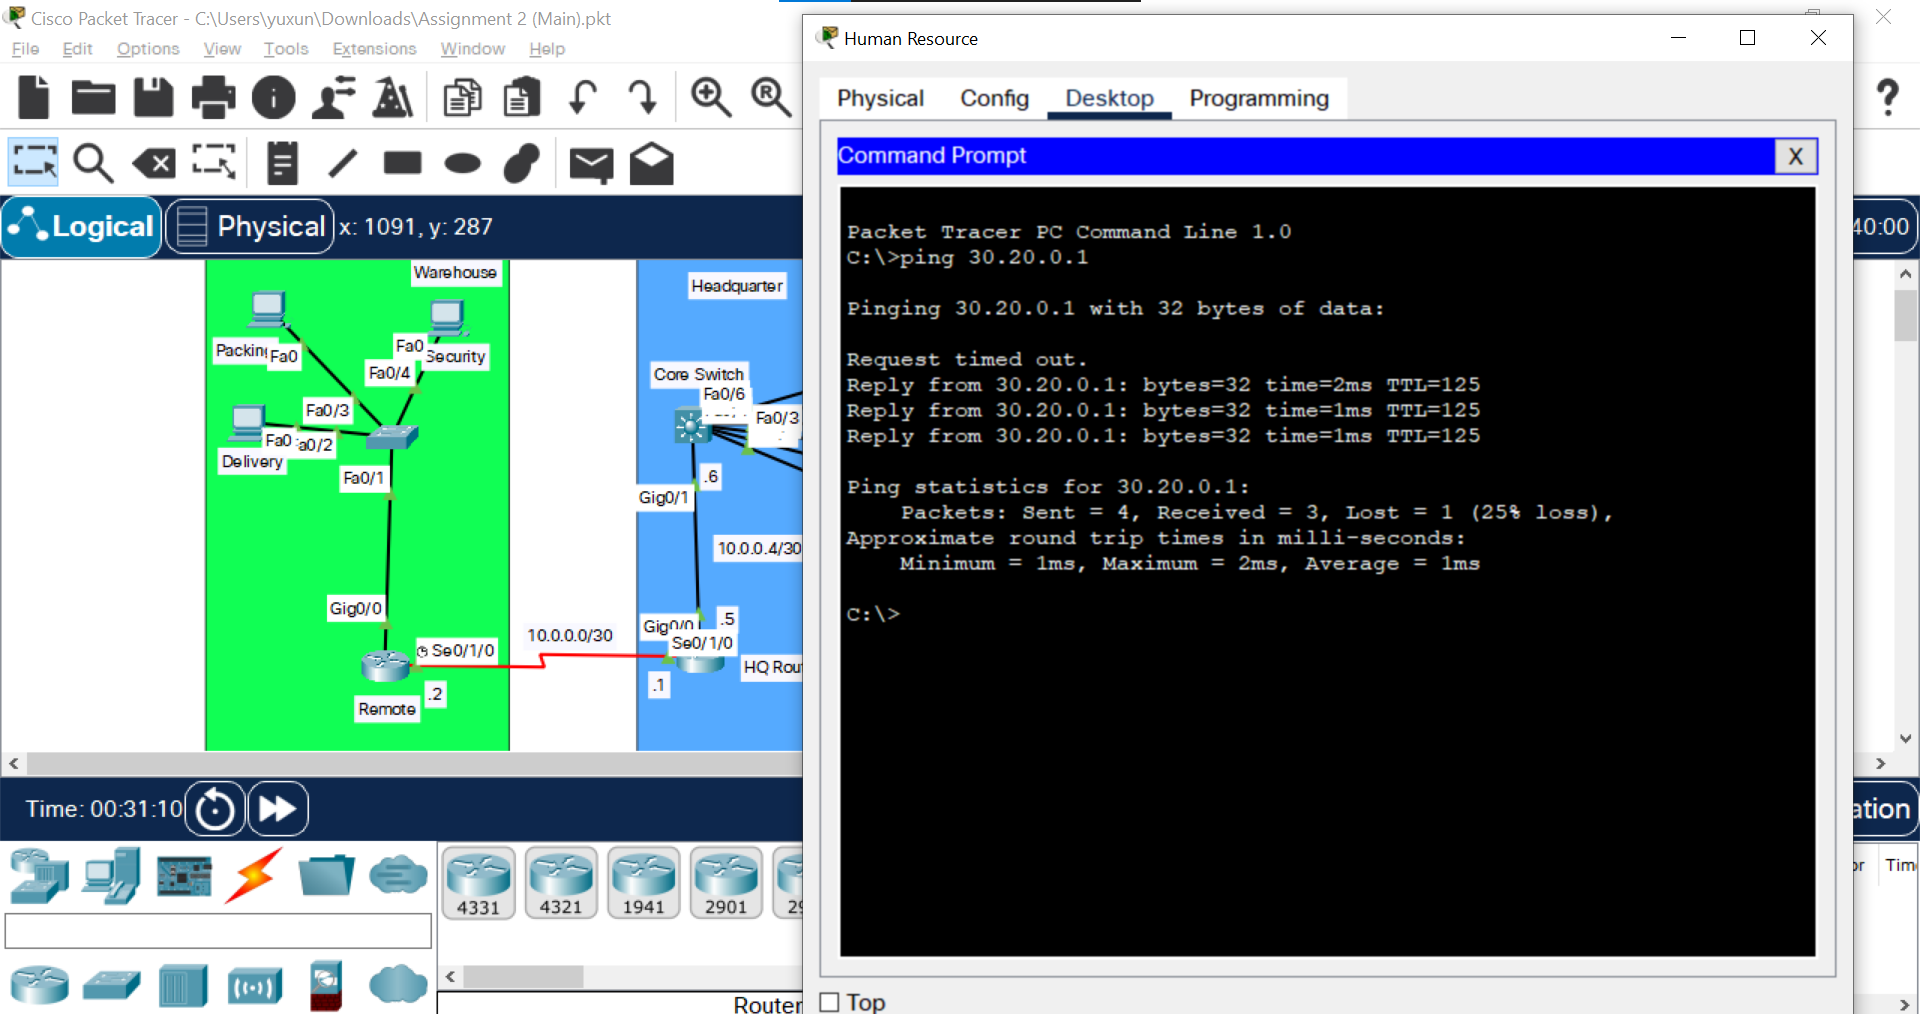 Cisco Packet Tracer - C:\Users\yuxun\Downloads\Assignment 2 (Main).pkt
File Edit Options View Tools Extensions Window Help
Logical
Physical
x: 1091, y: 287
40:00
Warehouse
Packing
Fa0
Fa0
Security
Fa0/4
Fa0/3
Fa0
a0/2
Delivery
Fa0/1
Gig0/0
Se0/1/0
.2
Remote
10.0.0.0/30
Headquarter
Core Switch
Fa0/6
Fa0/3
.6
Gig0/1
10.0.0.4/30
.5
Gig0/0
Se0/1/0
HQ Rou
.1
Time: 00:31:10
ation
4331
4321
1941
2901
29
or
Tim
Router
Human Resource
Physical Config Desktop Programming
Command Prompt
X
Packet Tracer PC Command Line 1.0
C:\>ping 30.20.0.1
Pinging 30.20.0.1 with 32 bytes of data:
Request timed out.
Reply from 30.20.0.1: bytes=32 time=2ms TTL=125
Reply from 30.20.0.1: bytes=32 time=1ms TTL=125
Reply from 30.20.0.1: bytes=32 time=1ms TTL=125
Ping statistics for 30.20.0.1:
Packets: Sent = 4, Received = 3, Lost = 1 (25% loss),
Approximate round trip times in milli-seconds:
Minimum = 1ms, Maximum = 2ms, Average = 1ms
C:\>
Top